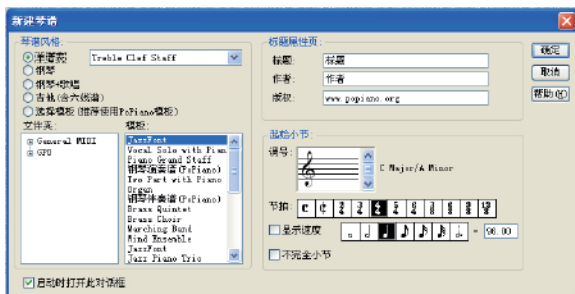 新建琴谱
琴谱风格:
单谱表 Treble Clef Staff
钢琴
钢琴+歌唱
吉他(含六线谱)
选择模板(推荐使用PoPiano模板)
文件夹:
General MIDI
GPO
模板:
JazzFont
Vocal Solo with Pian
Piano Grand Staff
钢琴演奏谱(PoPiano)
Two Part with Piano
Organ
钢琴伴奏谱(PoPiano)
Brass Quintet
Brass Choir
Marching Band
Wind Ensemble
JazzFont
Jazz Piano Trio
启动时打开此对话框
标题属性页:
标题: 标题
作者: 作者
版权: www.popiano.org
起始小节:
调号: C Major/A Minor
节拍:
显示速度 = 96.00
不完全小节
确定
取消
帮助(H)